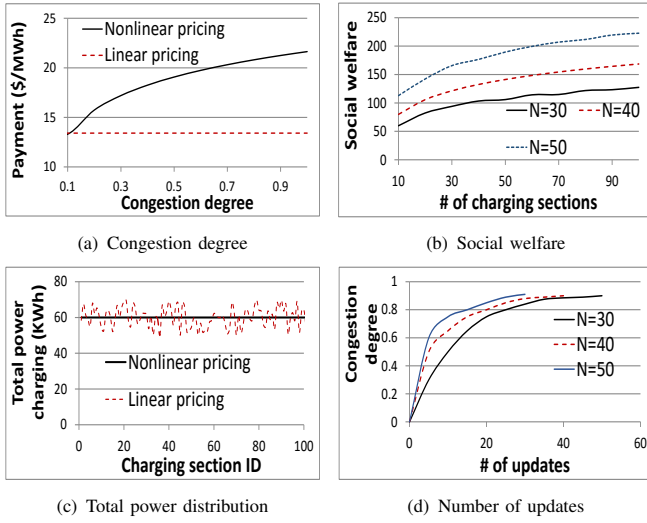 25
20
15
10
Payment ($/MWh)
Nonlinear pricing
Linear pricing
0.1 0.3 0.5 0.7 0.9
Congestion degree
(a) Congestion degree
250
200
150
100
50
0
Social welfare
N=30 N=40
N=50
10 30 50 70 90
# of charging sections
(b) Social welfare
80
60
40
20
0
Total power
charging (KWh)
Nonlinear pricing
Linear pricing
0 20 40 60 80 100
Charging section ID
(c) Total power distribution
1
0.8
0.6
0.4
0.2
0
Congestion
degree
N=30
N=40
N=50
0 20 40 60
# of updates
(d) Number of updates